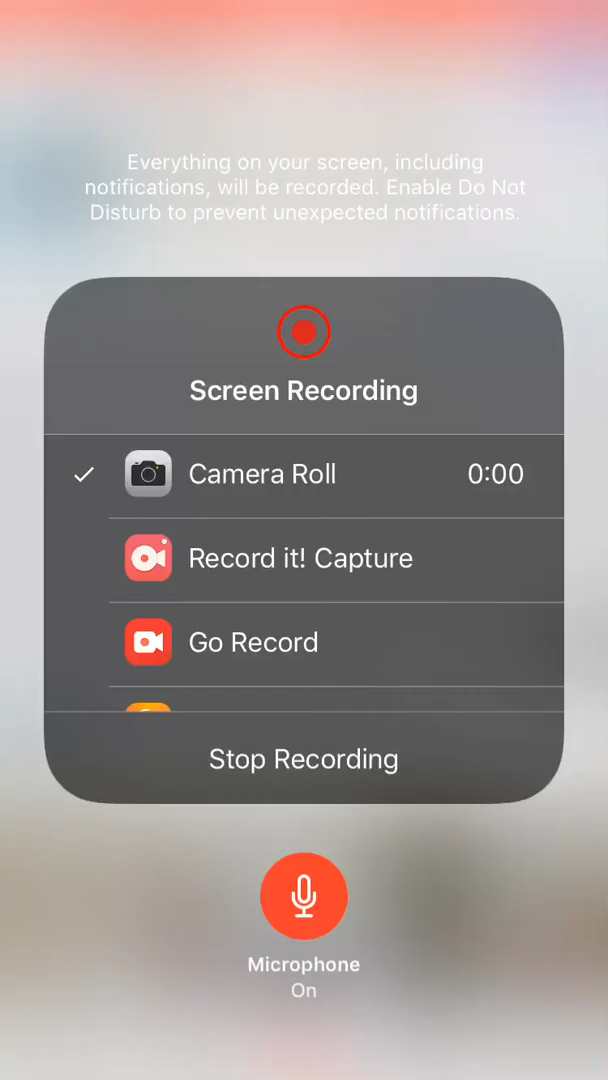 Everything on your screen, including
notifications, will be recorded. Enable Do Not
Disturb to prevent unexpected notifications.
Screen Recording
Camera Roll 0:00
Record it! Capture
Go Record
Stop Recording
Microphone
On